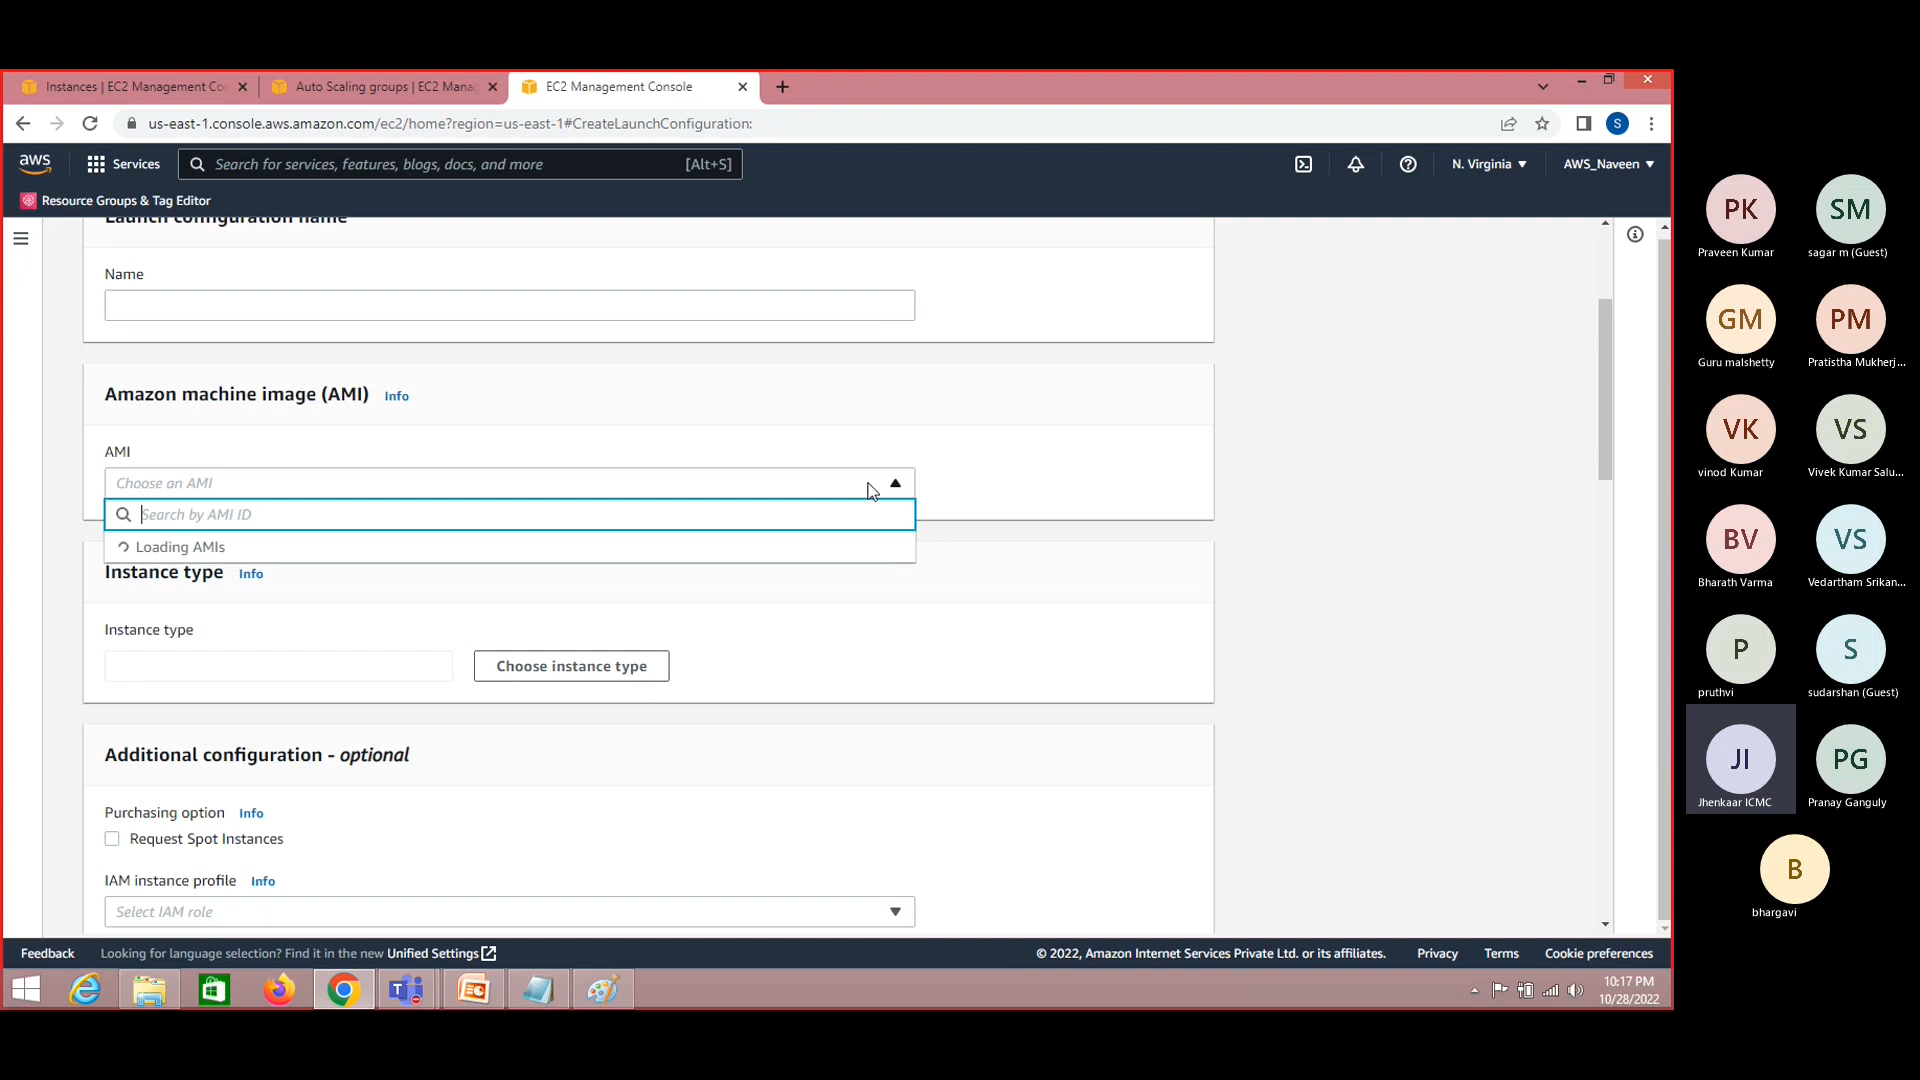 Instances | EC2 Management Co
Auto Scaling groups | EC2 Mana
EC2 Management Console
us-east-1.console.aws.amazon.com/ec2/home?region=us-east-1#CreateLaunchConfiguration:
S
aws
Services
Search for services, features, blogs, docs, and more
[Alt+S]
N. Virginia
AWS_Naveen
Resource Groups & Tag Editor
Launch configuration name
Name
Amazon machine image (AMI) Info
AMI
Choose an AMI
Search by AMI ID
Loading AMIs
Instance type Info
Instance type
Choose instance type
Additional configuration - optional
Purchasing option Info
Request Spot Instances
IAM instance profile Info
Select IAM role
Feedback
Looking for language selection? Find it in the new Unified Settings
© 2022, Amazon Internet Services Private Ltd. or its affiliates.
Privacy
Terms
Cookie preferences
10:17 PM
10/28/2022
PK
Praveen Kumar
SM
sagar m (Guest)
GM
Guru malshetty
PM
Pratistha Mukherj...
VK
vinod Kumar
VS
Vivek Kumar Salu...
BV
Bharath Varma
VS
Vedartham Srikan...
P
pruthvi
S
sudarshan (Guest)
JI
Jhenkaar ICMC
PG
Pranay Ganguly
B
bhargavi